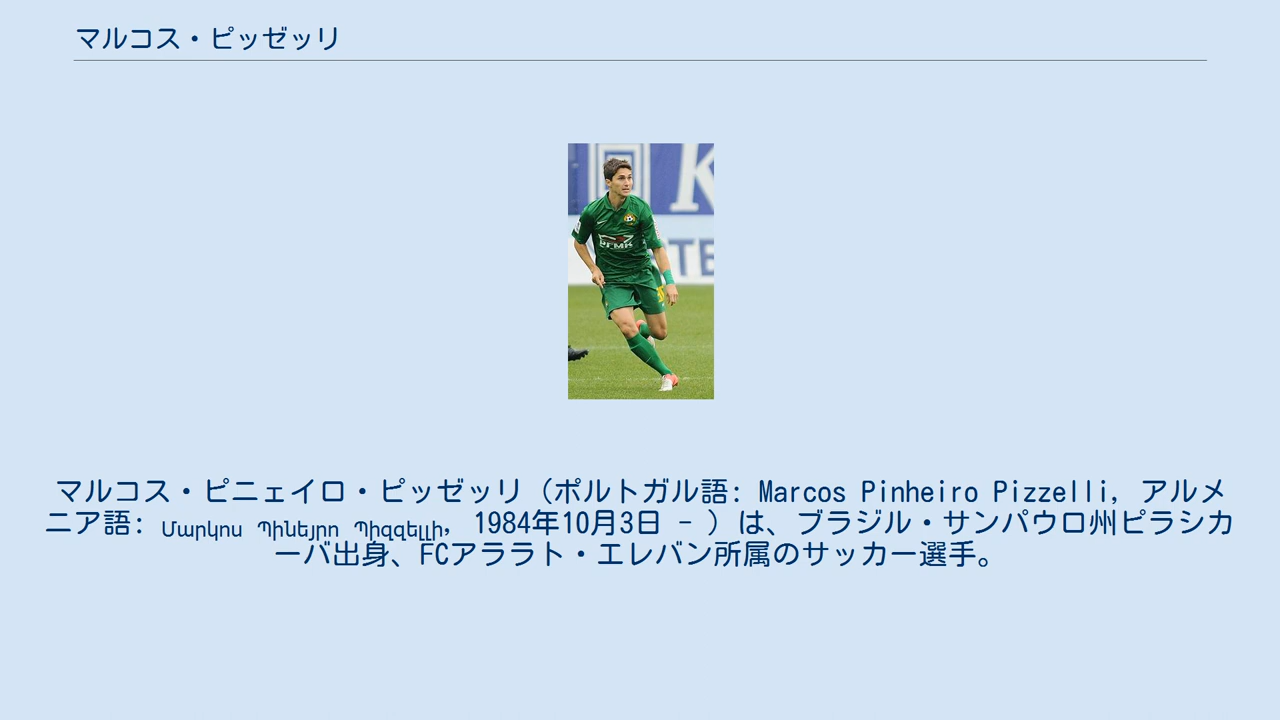 マルコス・ピッゼッリ
K
РГМК
ТЕ
マルコス・ピニェイロ・ピッゼッリ（ポルトガル語: Marcos Pinheiro Pizzelli, アルメ
ニア語: Մարկոս Պինեյրո Պիզզելլի, 1984年10月3日 - ）は、ブラジル・サンパウロ州ピラシカ
ーバ出身、FCアララト・エレバン所属のサッカー選手。